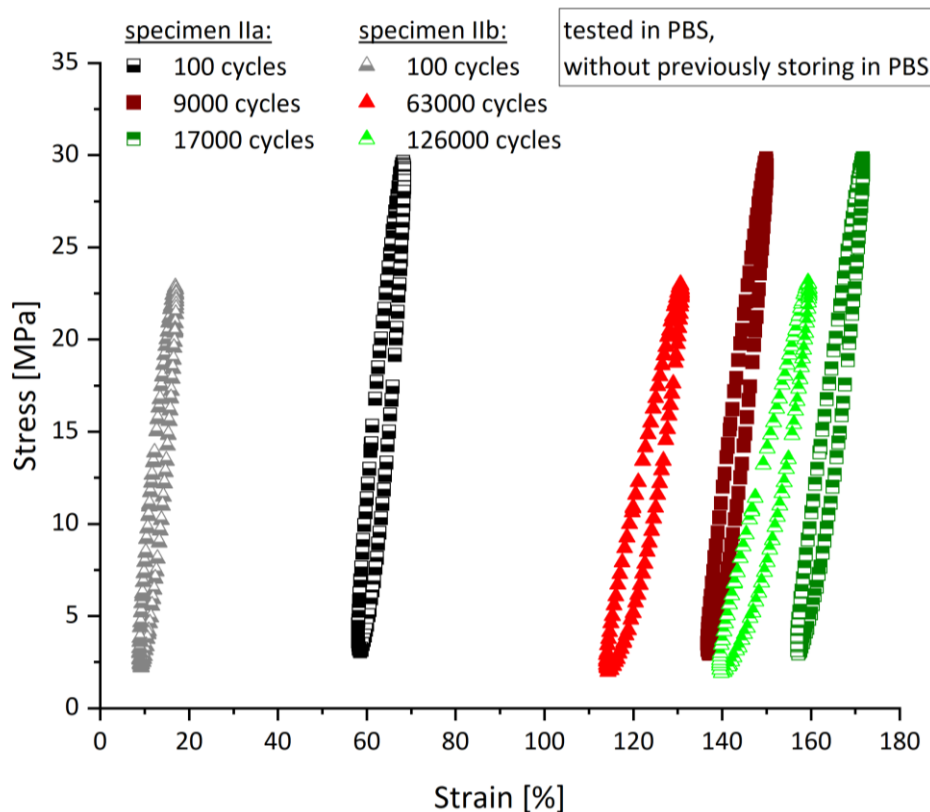 specimen IIa:
100 cycles
9000 cycles
17000 cycles
specimen IIb:
100 cycles
63000 cycles
126000 cycles
tested in PBS,
without previously storing in PBS
Stress [MPa]
35
30
25
20
15
10
5
0
0 20 40 60 80 100 120 140 160 180
Strain [%]